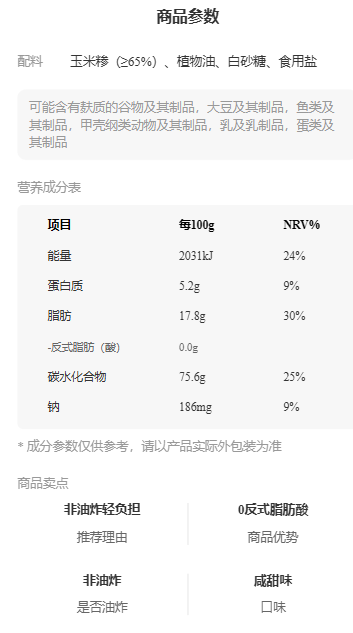 商品参数
配料 玉米糁（≥65%）、植物油、白砂糖、食用盐
可能含有麸质的谷物及其制品，大豆及其制品，鱼类及
其制品，甲壳纲类动物及其制品，乳及乳制品，蛋类及
其制品
营养成分表
项目 每100g NRV%
能量 2031kJ 24%
蛋白质 5.2g 9%
脂肪 17.8g 30%
-反式脂肪（酸） 0.0g
碳水化合物 75.6g 25%
钠 186mg 9%
* 成分参数仅供参考，请以产品实际外包装为准
商品卖点
非油炸轻负担 0反式脂肪酸
推荐理由 商品优势
非油炸 咸甜味
是否油炸 口味